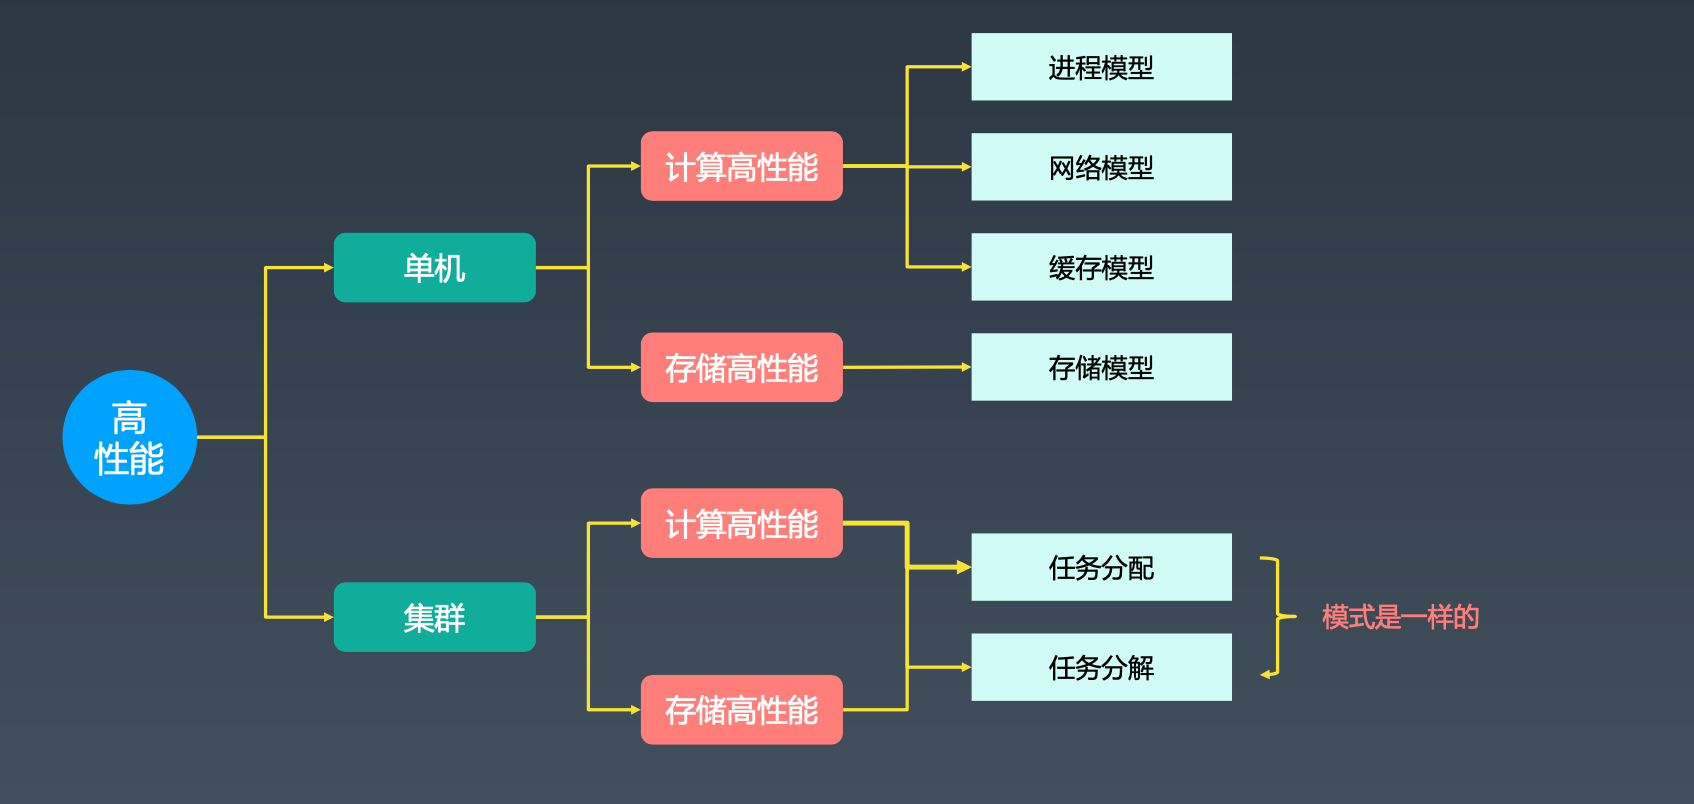 高
性能
单机
计算高性能
进程模型
网络模型
缓存模型
存储高性能
存储模型
集群
计算高性能
存储高性能
任务分配
任务分解
模式是一样的